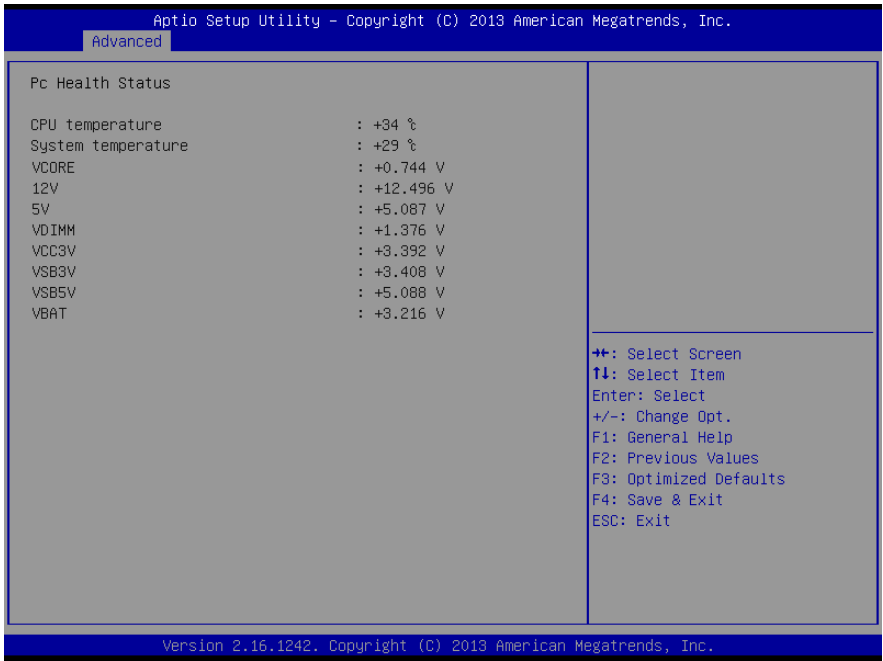 Aptio Setup Utility – Copyright (C) 2013 American Megatrends, Inc.
Advanced
Pc Health Status
CPU temperature : +34 ℃
System temperature : +29 ℃
VCORE : +0.744 V
12V : +12.496 V
5V : +5.087 V
VDIMM : +1.376 V
VCC3V : +3.392 V
VSB3V : +3.408 V
VSB5V : +5.088 V
VBAT : +3.216 V
→←: Select Screen
↑↓: Select Item
Enter: Select
+/-: Change Opt.
F1: General Help
F2: Previous Values
F3: Optimized Defaults
F4: Save & Exit
ESC: Exit
Version 2.16.1242. Copyright (C) 2013 American Megatrends, Inc.